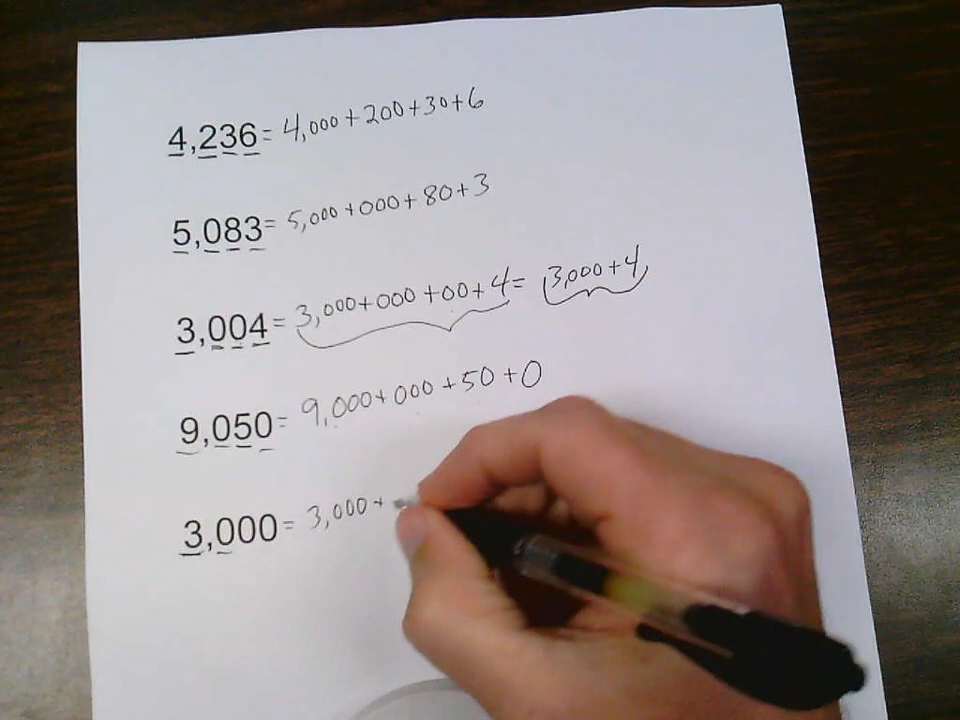 4,236 = 4,000 + 200 + 30 + 6
5,083 = 5,000 + 000 + 80 + 3
3,004 = 3,000 + 000 + 00 + 4 = 3,000 + 4
9,050 = 9,000 + 000 + 50 + 0
3,000 = 3,000 +